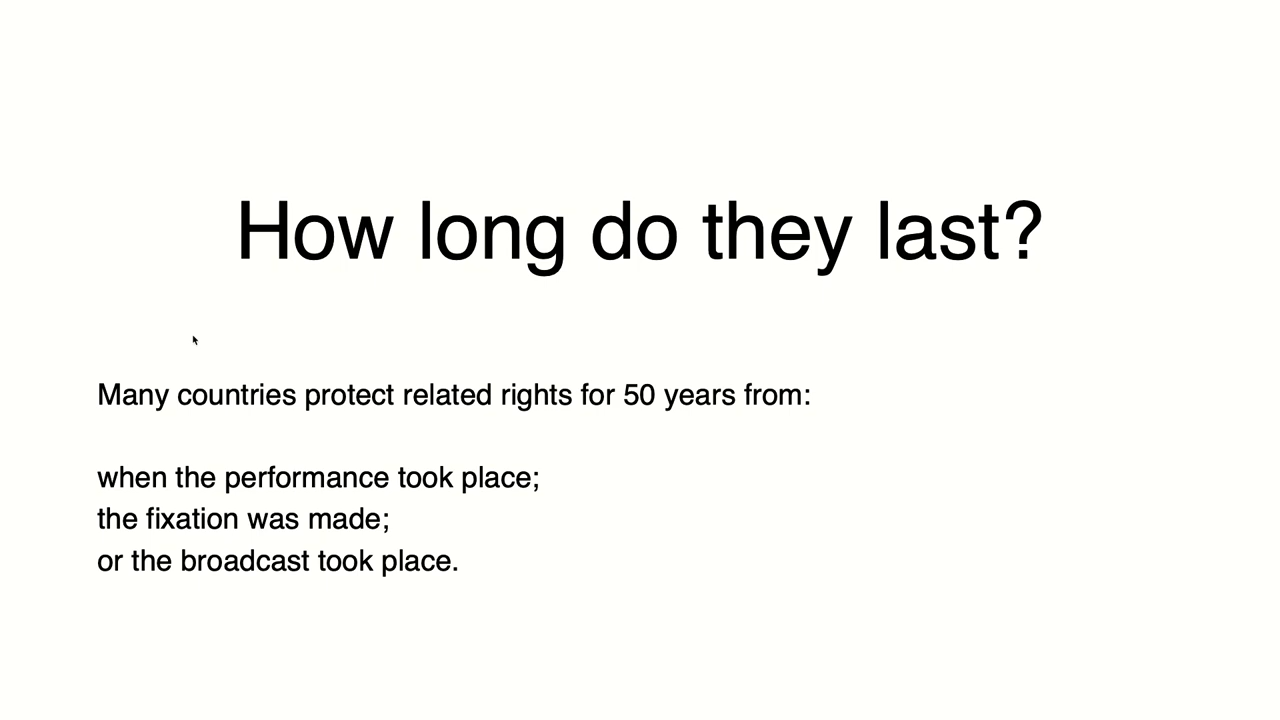 How long do they last?
Many countries protect related rights for 50 years from:
when the performance took place;
the fixation was made;
or the broadcast took place.